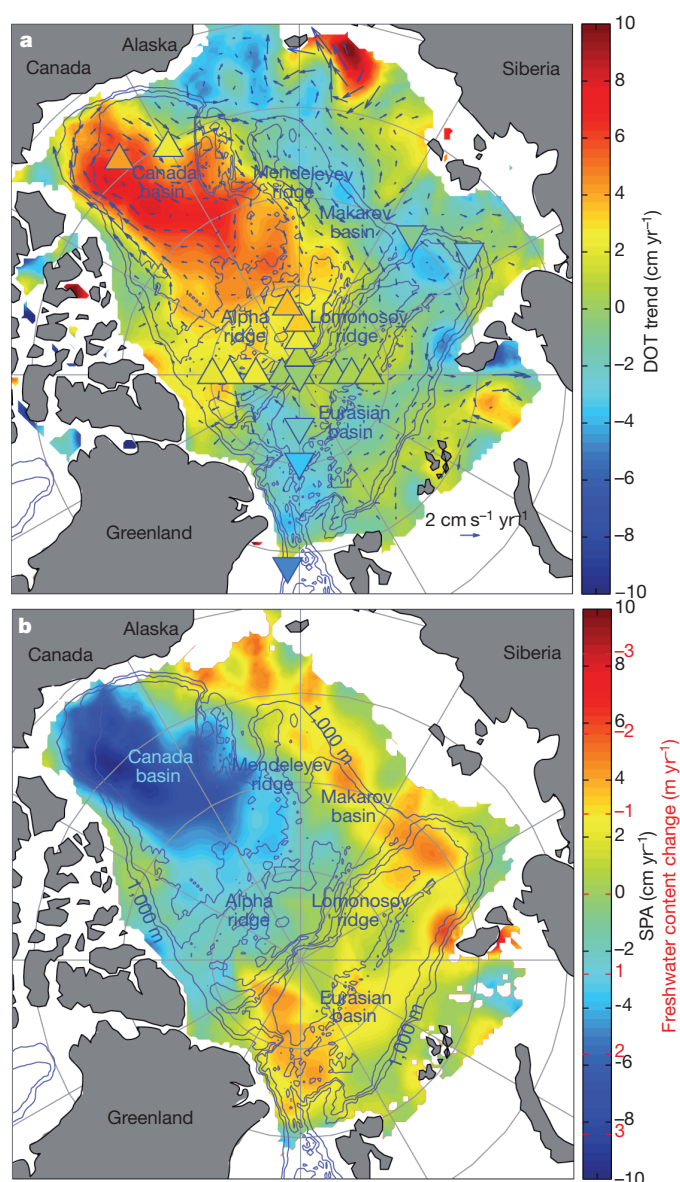 a
Alaska
Canada
Siberia
Canada
basin
Mendeleyev
ridge
Makarov
basin
Alpha
ridge
Lomonosov
ridge
Eurasian
basin
Greenland
2 cm s⁻¹ yr⁻¹
10
8
6
4
2
0
−2
−4
−6
−8
−10
DOT trend (cm yr⁻¹)
b
Alaska
Canada
Siberia
1,000 m
Canada
basin
Mendeleyev
ridge
Makarov
basin
1,000 m
Alpha
ridge
Lomonosov
ridge
Eurasian
basin
1,000 m
Greenland
10
8
6
4
2
0
−2
−4
−6
−8
−10
−3
−2
−1
0
1
2
3
SPA (cm yr⁻¹)
Freshwater content change (m yr⁻¹)